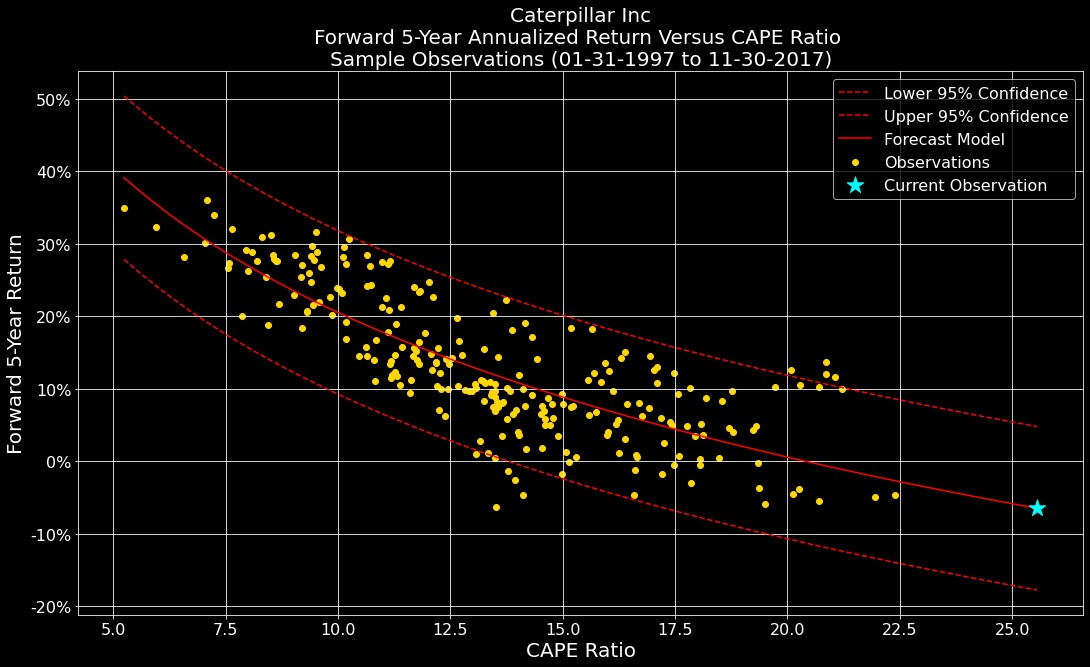 Caterpillar Inc
Forward 5-Year Annualized Return Versus CAPE Ratio
Sample Observations (01-31-1997 to 11-30-2017)
Lower 95% Confidence
Upper 95% Confidence
Forecast Model
Observations
Current Observation
Forward 5-Year Return
50%
40%
30%
20%
10%
0%
-10%
-20%
5.0 7.5 10.0 12.5 15.0 17.5 20.0 22.5 25.0
CAPE Ratio